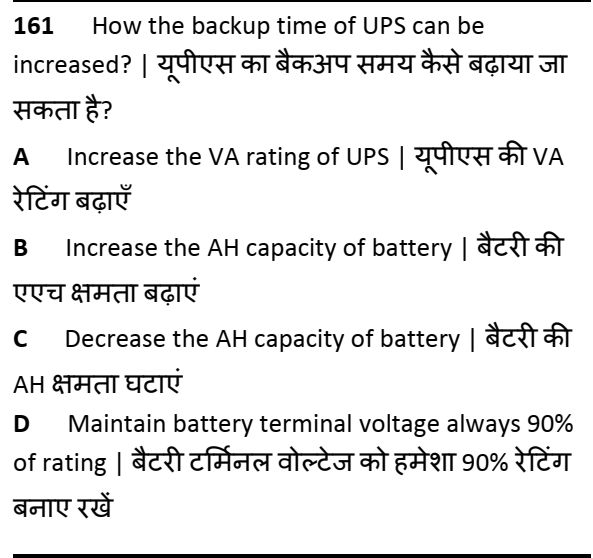 161 How the backup time of UPS can be
increased? | यूपीएस का बैकअप समय कैसे बढ़ाया जा
सकता है?
A Increase the VA rating of UPS | यूपीएस की VA
रेटिंग बढ़ाएँ
B Increase the AH capacity of battery | बैटरी की
एएच क्षमता बढ़ाएं
C Decrease the AH capacity of battery | बैटरी की
AH क्षमता घटाएं
D Maintain battery terminal voltage always 90%
of rating | बैटरी टर्मिनल वोल्टेज को हमेशा 90% रेटिंग
बनाए रखें